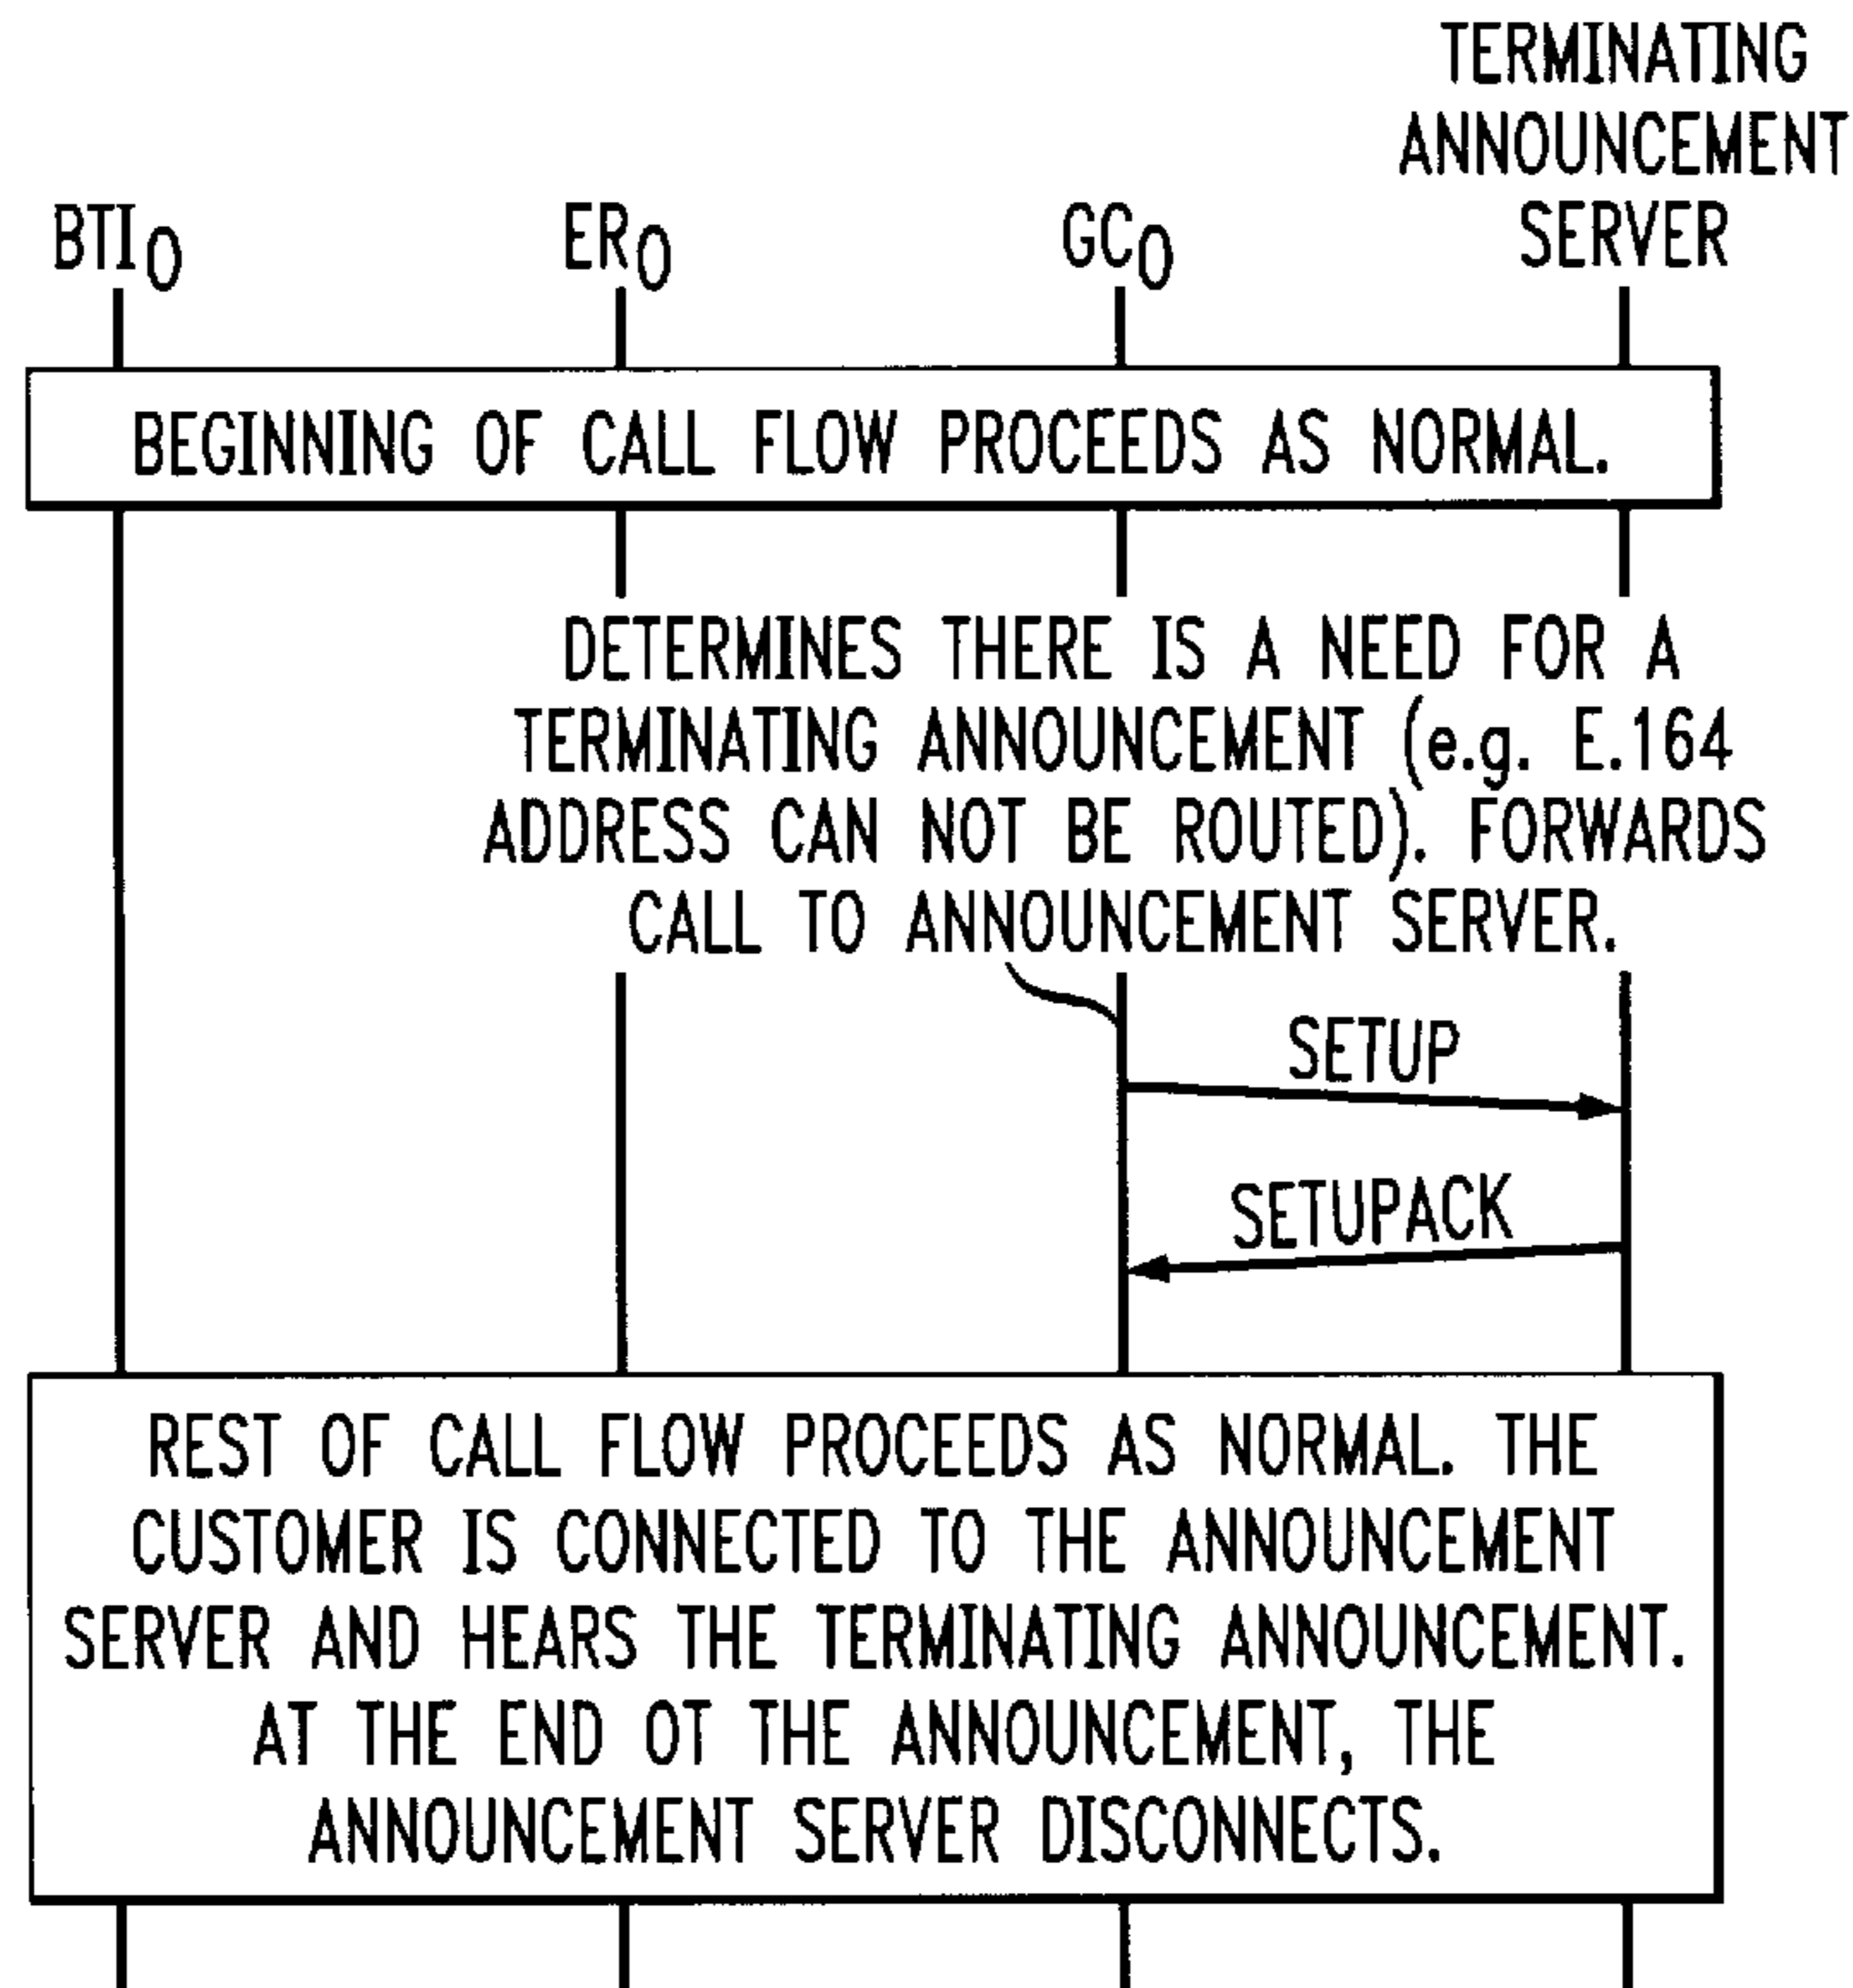 TERMINATING
ANNOUNCEMENT
SERVER
BTIO ERO GCO
BEGINNING OF CALL FLOW PROCEEDS AS NORMAL.
DETERMINES THERE IS A NEED FOR A
TERMINATING ANNOUNCEMENT (e.g. E.164
ADDRESS CAN NOT BE ROUTED). FORWARDS
CALL TO ANNOUNCEMENT SERVER.
SETUP
SETUPACK
REST OF CALL FLOW PROCEEDS AS NORMAL. THE
CUSTOMER IS CONNECTED TO THE ANNOUNCEMENT
SERVER AND HEARS THE TERMINATING ANNOUNCEMENT.
AT THE END OT THE ANNOUNCEMENT, THE
ANNOUNCEMENT SERVER DISCONNECTS.